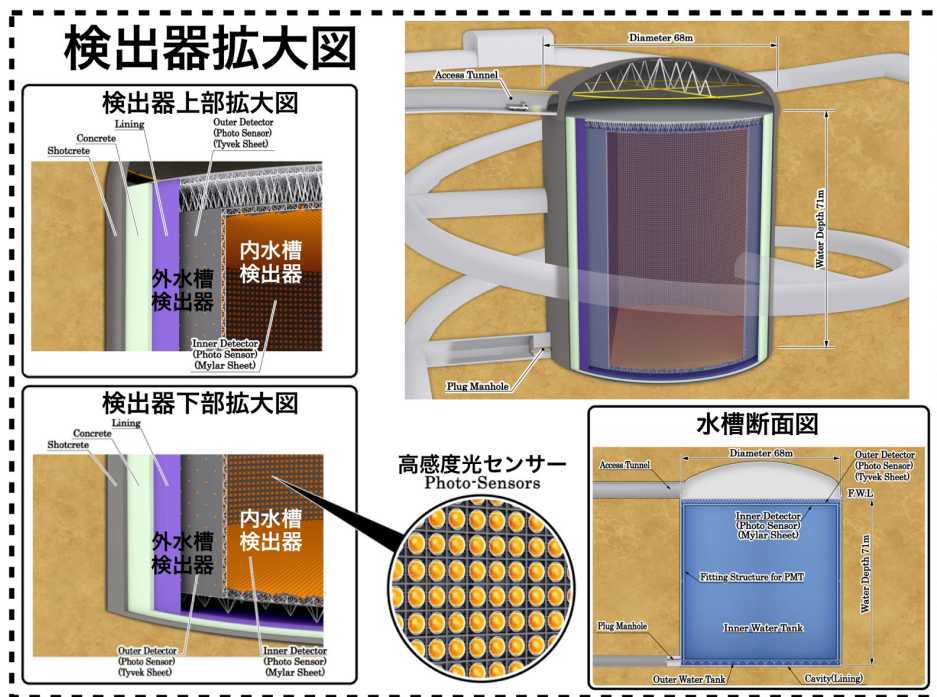 検出器拡大図
検出器上部拡大図
Outer Detector
(Photo Sensor)
(Tyvek Sheet)
Lining
Concrete
Shotcrete
内水槽
検出器
外水槽
検出器
Inner Detector
(Photo Sensor)
(Mylar Sheet)
Diameter 68m
Access Tunnel
Water Depth 71m
Plug Manhole
検出器下部拡大図
Lining
Concrete
Shotcrete
内水槽
検出器
外水槽
検出器
Outer Detector
(Photo Sensor)
(Tyvek Sheet)
Inner Detector
(Photo Sensor)
(Mylar Sheet)
高感度光センサー
Photo-Sensors
水槽断面図
Diameter 68m
Outer Detector
(Photo Sensor)
(Tyvek Sheet)
Access Tunnel
F.W.L
Inner Detector
(Photo Sensor)
(Mylar Sheet)
Water Depth 71m
Fitting Structure for PMT
Plug Manhole
Inner Water Tank
Outer Water Tank
Cavity(Lining)